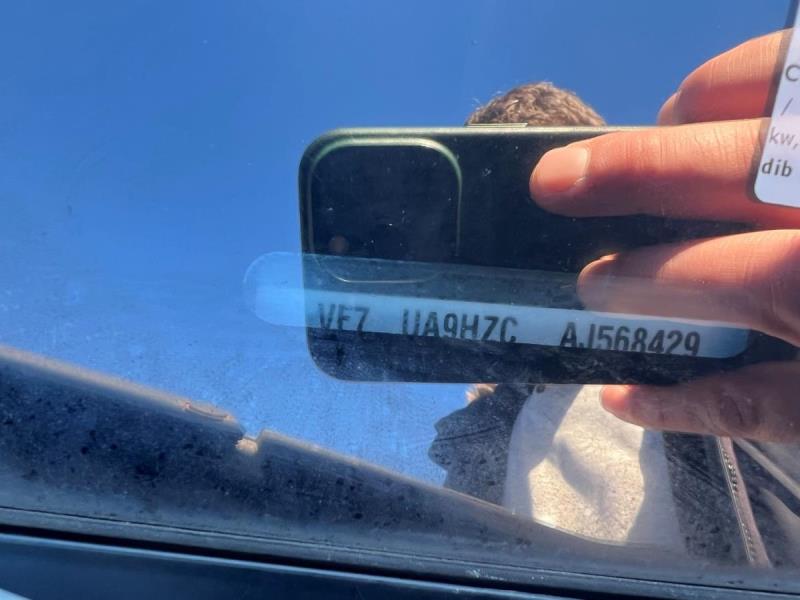 VF7 UA9HZC AJ568429
C
/
kw,
dib